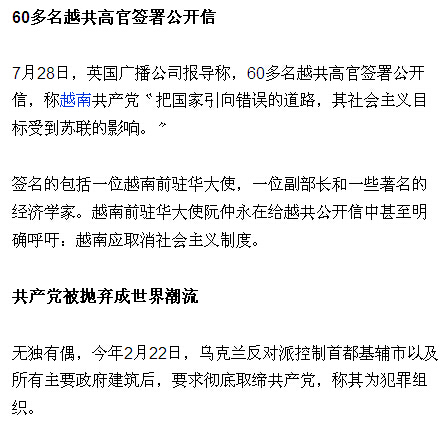 60多名越共高官签署公开信
7月28日，英国广播公司报导称，60多名越共高官签署公开
信，称越南共产党〝把国家引向错误的道路，其社会主义目
标受到苏联的影响。〞
签名的包括一位越南前驻华大使，一位副部长和一些著名的
经济学家。越南前驻华大使阮仲永在给越共公开信中甚至明
确呼吁：越南应取消社会主义制度。
共产党被抛弃成世界潮流
无独有偶，今年2月22日，乌克兰反对派控制首都基辅市以及
所有主要政府建筑后，要求彻底取缔共产党，称其为犯罪组
织。